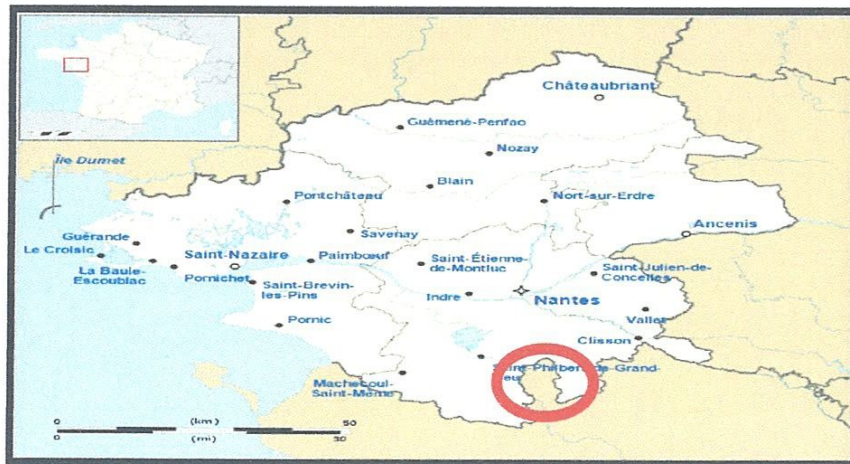 Châteaubriant
Guémené-Penfao
Nozay
Île Dumet
Blain
Pontchâteau
Nort-sur-Erdre
Ancenis
Savenay
Guérande
Le Croisic
Saint-Nazaire
Paimbœuf
Saint-Étienne-
de-Montluc
Saint-Julien-de-
Concelles
La Baule-
Escoublac
Pornichet
Saint-Brevin-
les-Pins
Indre
Nantes
Vallet
Pornic
Clisson
Machecoul-
Saint-Même
0
(km)
50
0
(mi)
30